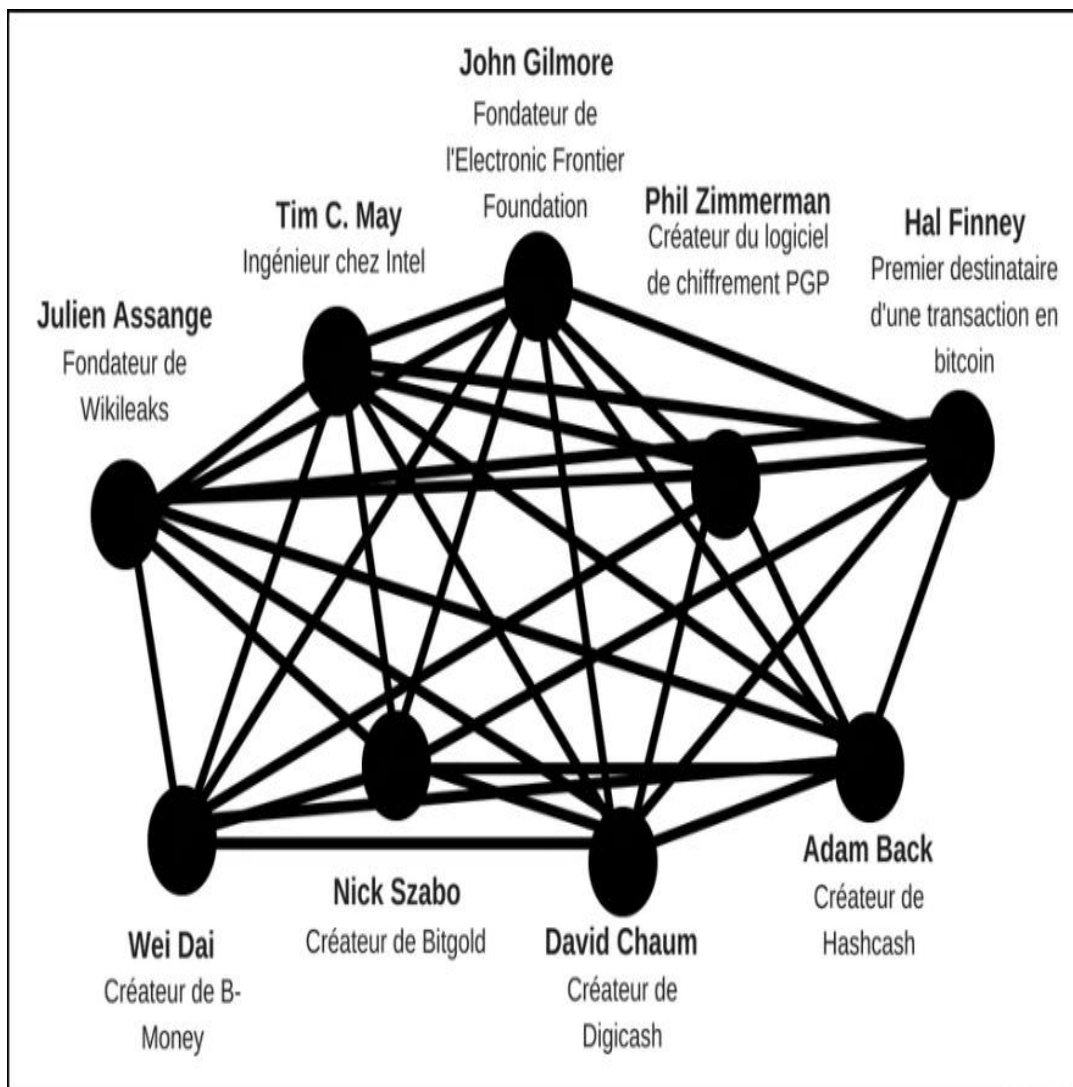 John Gilmore
Fondateur de
l'Electronic Frontier
Foundation
Tim C. May
Ingénieur chez Intel
Phil Zimmerman
Créateur du logiciel
de chiffrement PGP
Hal Finney
Premier destinataire
d'une transaction en
bitcoin
Julien Assange
Fondateur de
Wikileaks
Wei Dai
Créateur de B-
Money
Nick Szabo
Créateur de Bitgold
David Chaum
Créateur de
Digicash
Adam Back
Créateur de
Hashcash